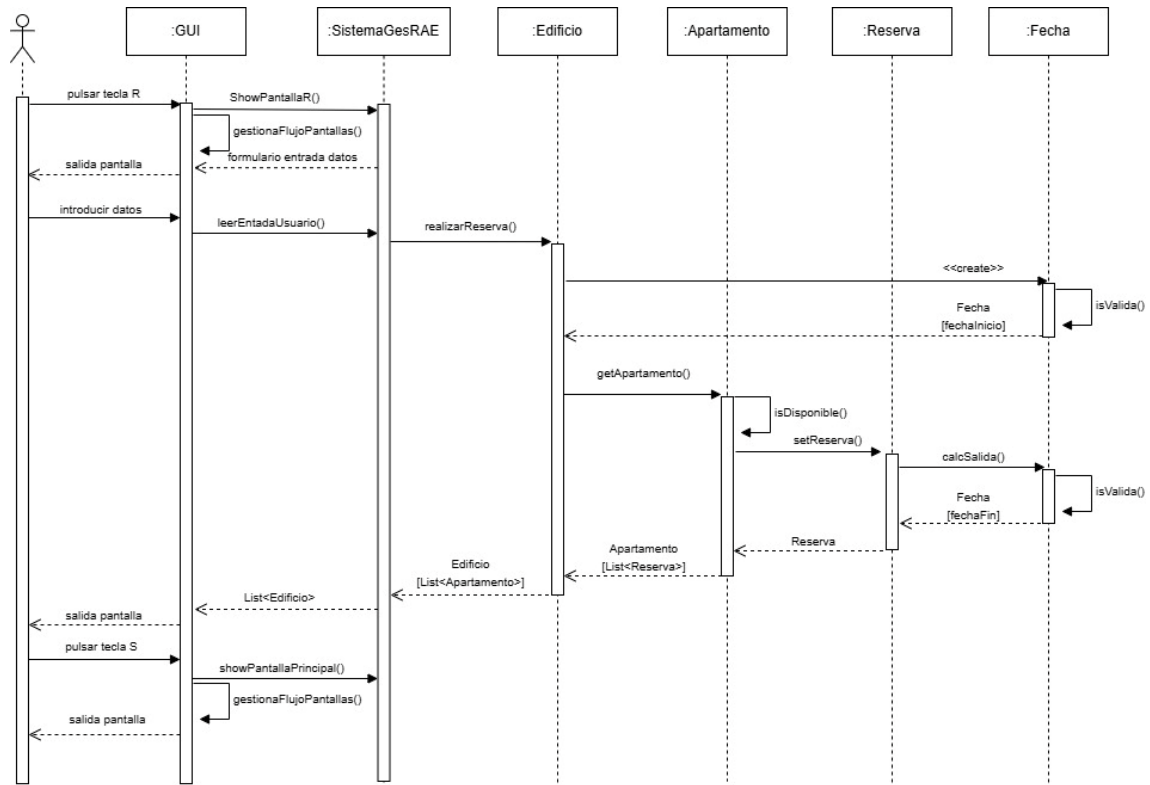 :GUI
:SistemaGesRAE
:Edificio
:Apartamento
:Reserva
:Fecha
pulsar tecla R
ShowPantallaR()
gestionaFlujoPantallas()
formulario entrada datos
salida pantalla
introducir datos
leerEntadaUsuario()
realizarReserva()
<<create>>
isValida()
Fecha
[fechaInicio]
getApartamento()
isDisponible()
setReserva()
calcSalida()
isValida()
Fecha
[fechaFin]
Reserva
Apartamento
[List<Reserva>]
Edificio
[List<Apartamento>]
List<Edificio>
salida pantalla
pulsar tecla S
showPantallaPrincipal()
gestionaFlujoPantallas()
salida pantalla